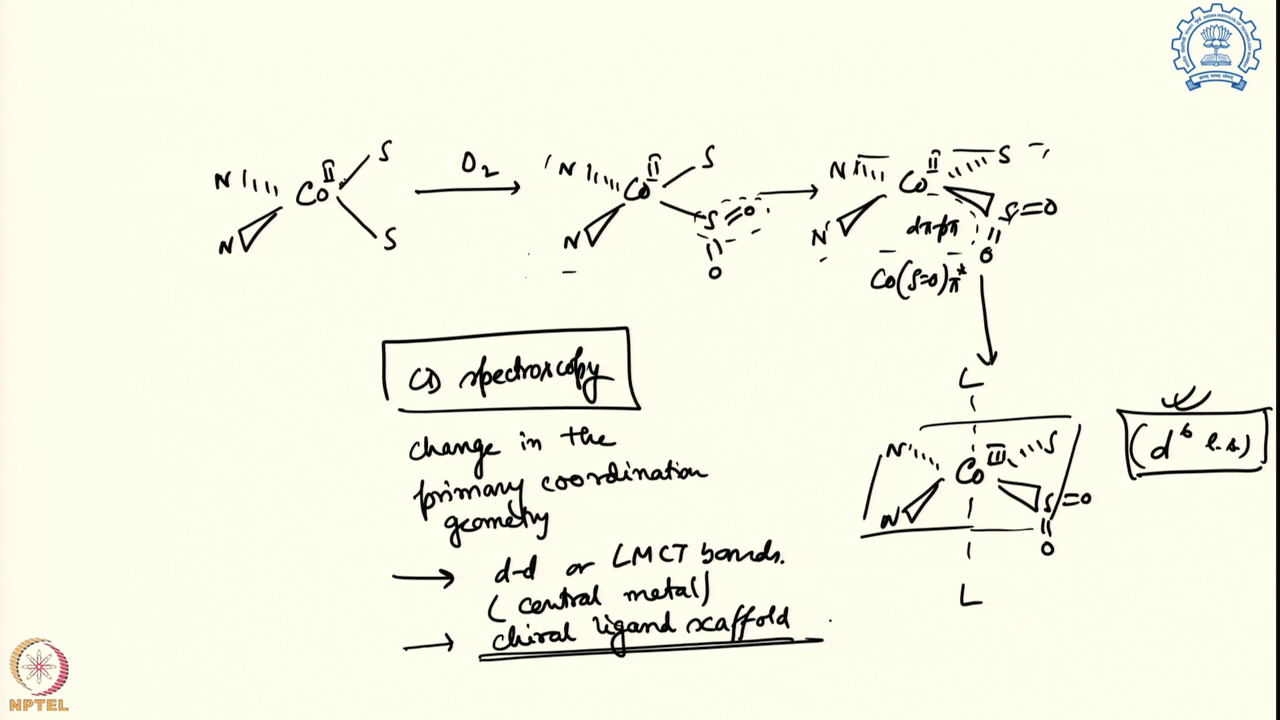 N Co II S S
O2
N N Co II S S=O O
N N Co II S S=O O
dπ-pπ
Co(S=O)π*
CD spectroscopy
change in the
primary coordination
geometry
→ d-d or LMCT bands.
(central metal)
→ chiral ligand scaffold
L
N N Co III S S=O O
L
(d6 l.s)
NPTEL